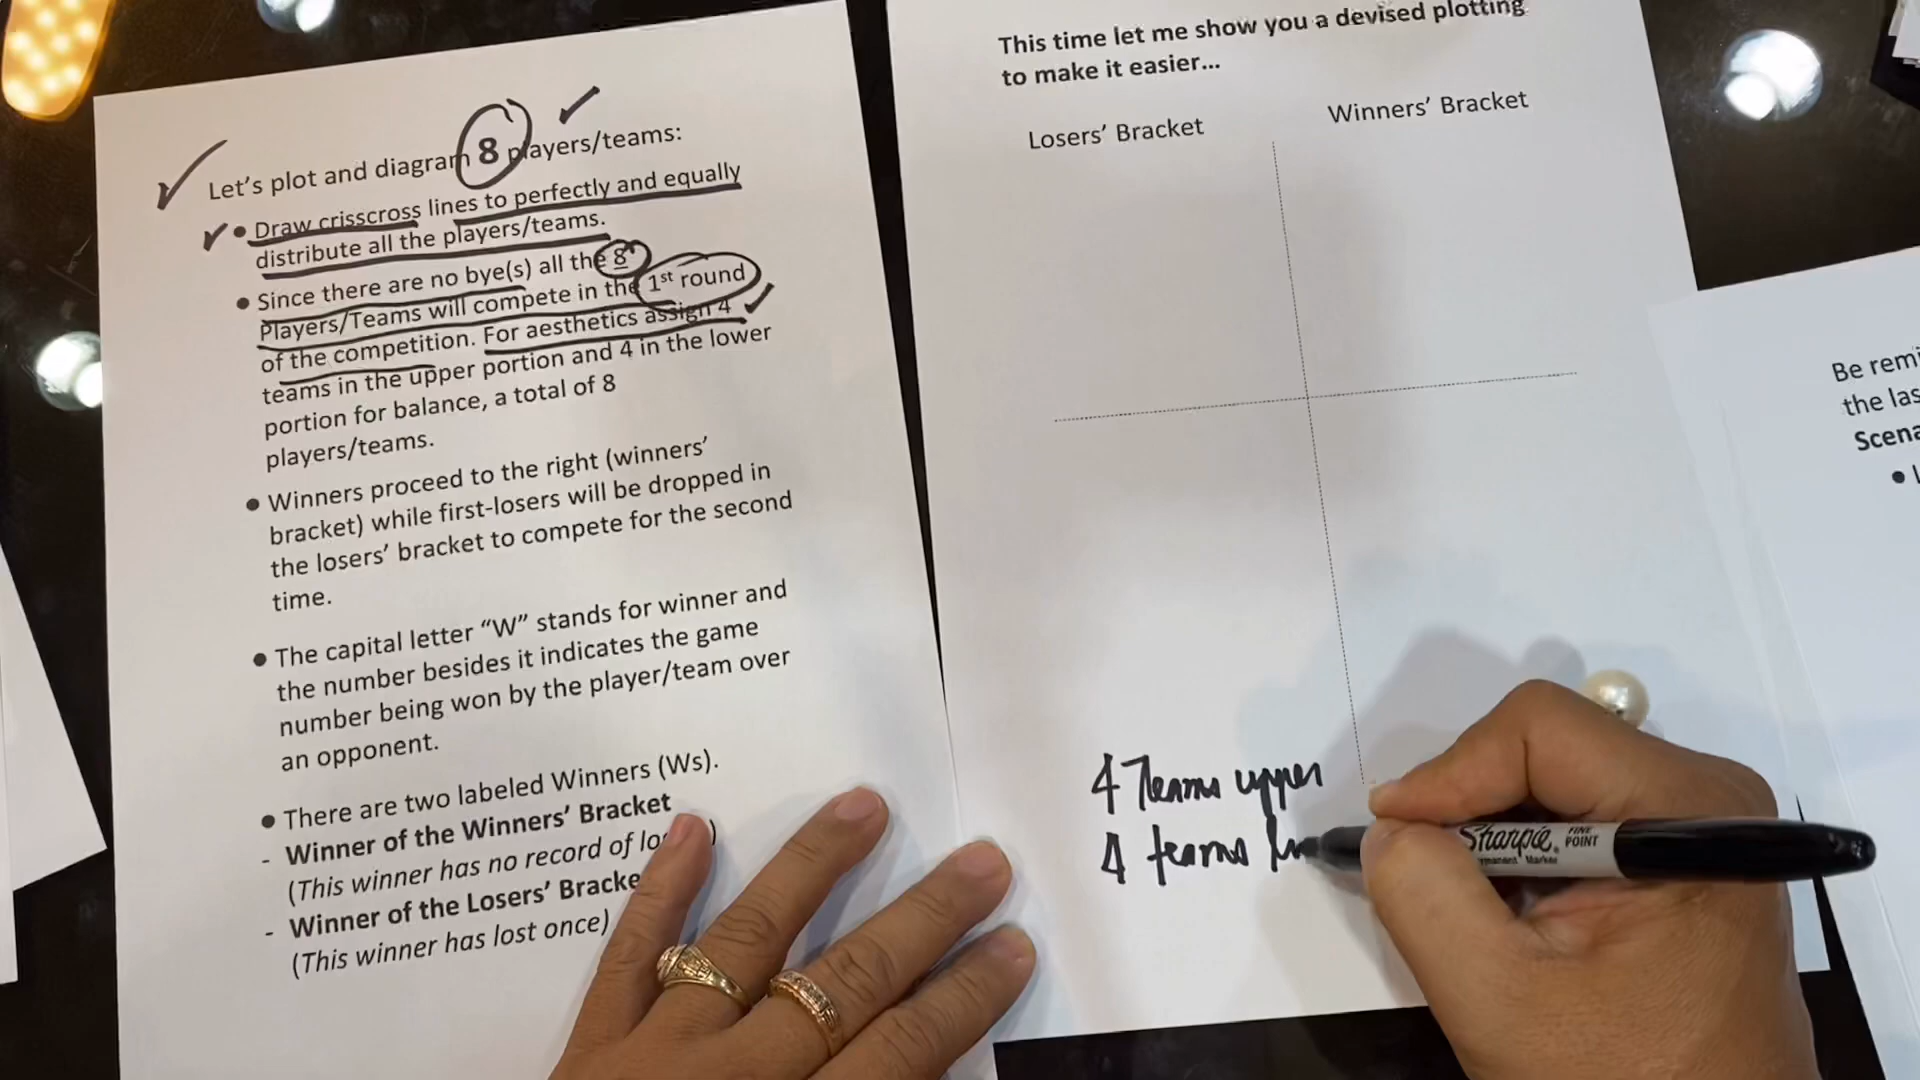 Let's plot and diagram 8 players/teams:
● Draw crisscross lines to perfectly and equally
distribute all the players/teams.
● Since there are no bye(s) all the 8
Players/Teams will compete in the 1st round
of the competition. For aesthetics assign 4
teams in the upper portion and 4 in the lower
portion for balance, a total of 8
players/teams.
● Winners proceed to the right (winners'
bracket) while first-losers will be dropped in
the losers' bracket to compete for the second
time.
● The capital letter “W” stands for winner and
the number besides it indicates the game
number being won by the player/team over
an opponent.
● There are two labeled Winners (Ws).
- Winner of the Winners' Bracket
(This winner has no record of
- Winner of the Losers'
(This winner has lost once)
This time let me show you a devised plotting
to make it easier...
Losers' Bracket
Winners' Bracket
4 Teams upper
4 teams
Sharpie
FINE
POINT
Marker
Be
the